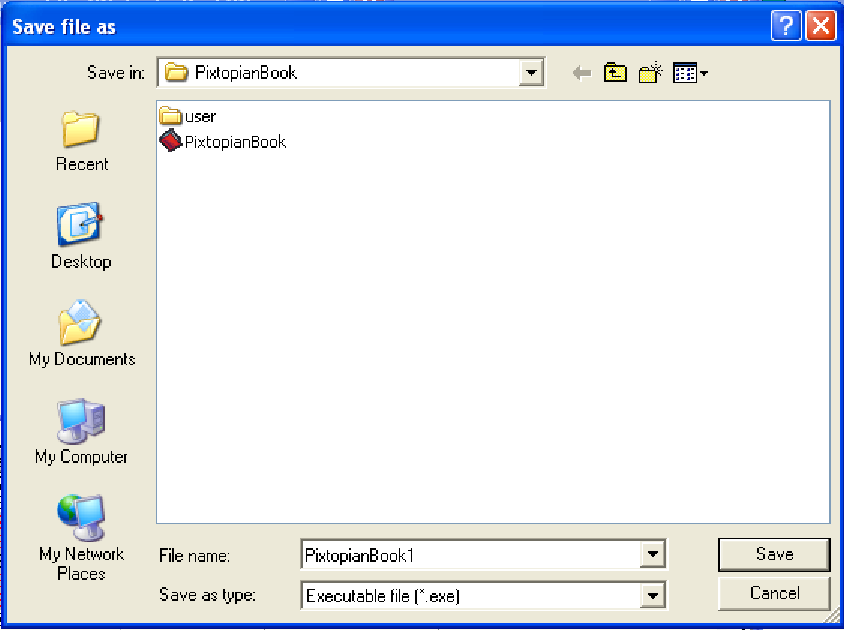 Save file as
Save in: PixtopianBook
user
PixtopianBook
Recent
Desktop
My Documents
My Computer
My Network
Places
File name: PixtopianBook1 Save
Save as type: Executable file (*.exe) Cancel